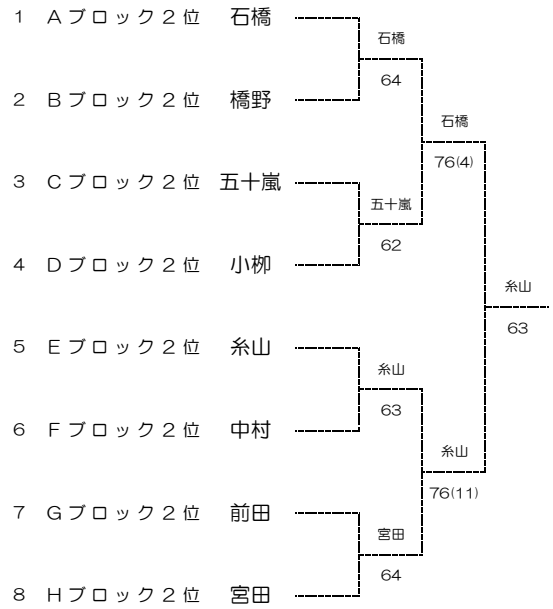 1 Aブロック2位 石橋
石橋
64
2 Bブロック2位 橋野
石橋
76(4)
3 Cブロック2位 五十嵐
五十嵐
62
4 Dブロック2位 小栁
糸山
63
5 Eブロック2位 糸山
糸山
63
6 Fブロック2位 中村
糸山
76(11)
7 Gブロック2位 前田
宮田
64
8 Hブロック2位 宮田